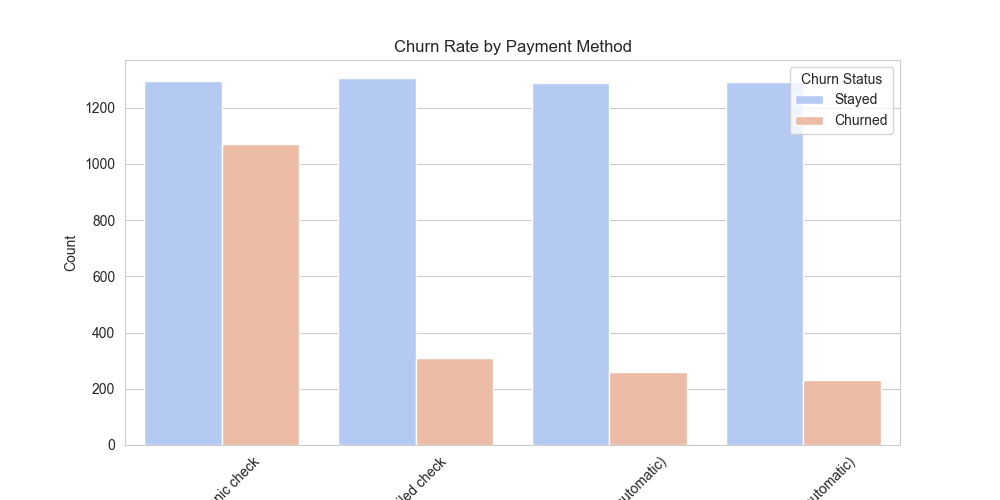 Churn Rate by Payment Method
Churn Status
Stayed
Churned
1200
1000
800
600
400
200
0
Count
nic check
iled check
utomatic)
utomatic)